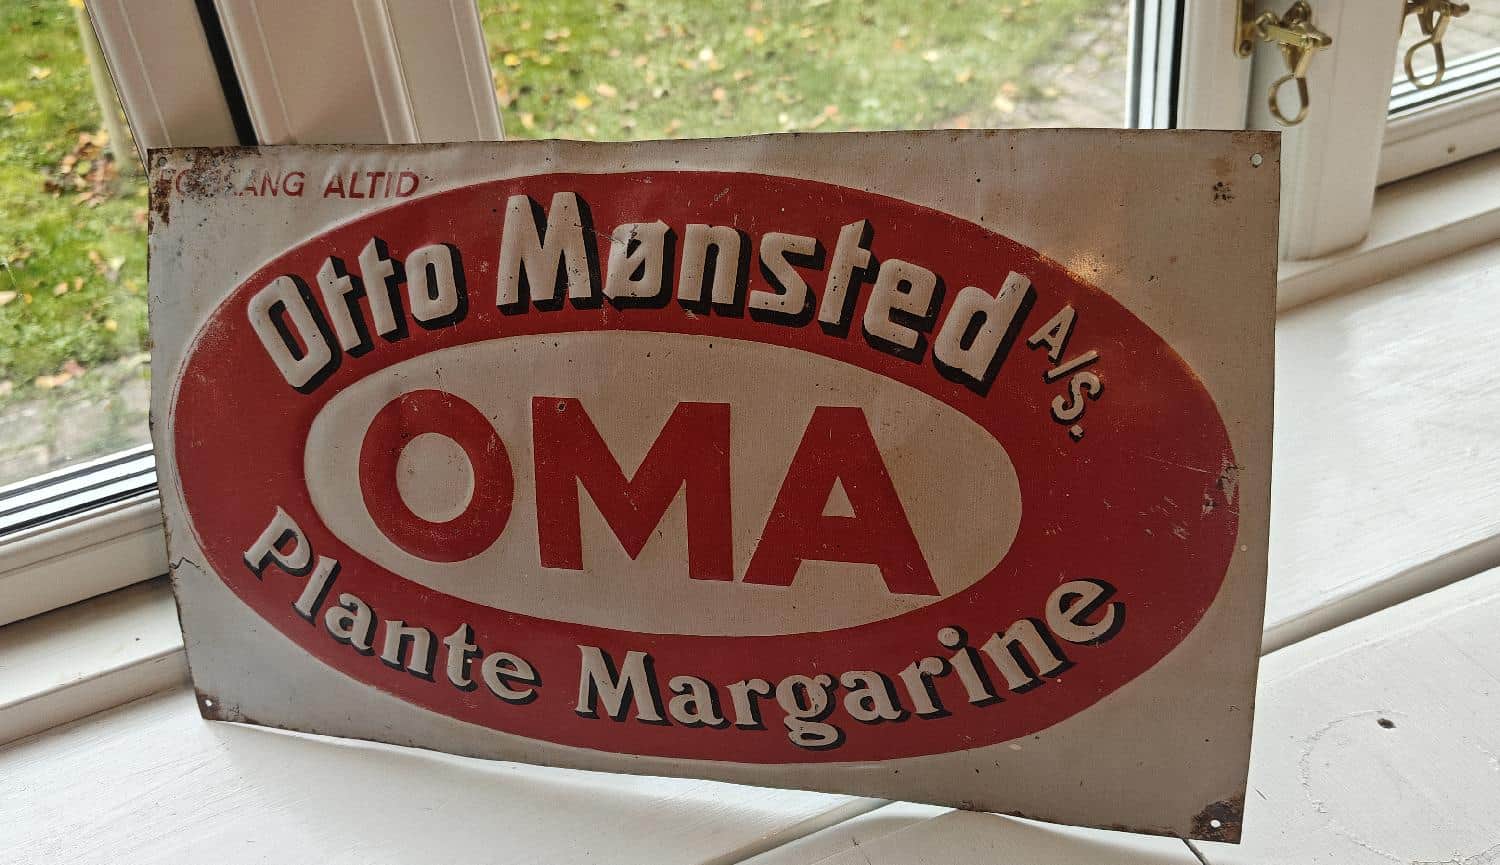 ALTID
Otto Mønsted A/S.
OMA
Plante Margarine